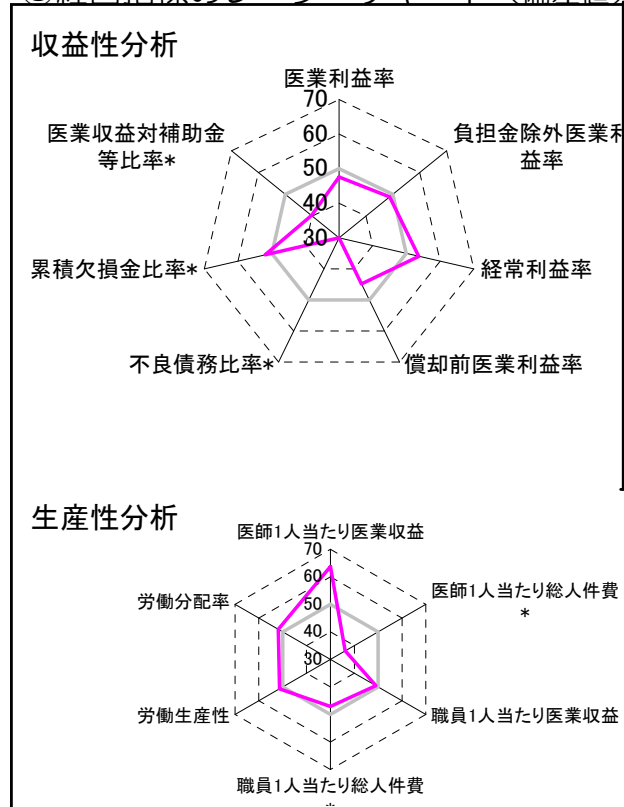 収益性分析
医業利益率
70
60
50
40
30
負担金除外医業利
益率
経常利益率
償却前医業利益率
不良債務比率*
累積欠損金比率*
医業収益対補助金
等比率*
生産性分析
医師1人当たり医業収益
70
60
50
40
30
医師1人当たり総人件費
*
職員1人当たり医業収益
職員1人当たり総人件費
*
労働生産性
労働分配率